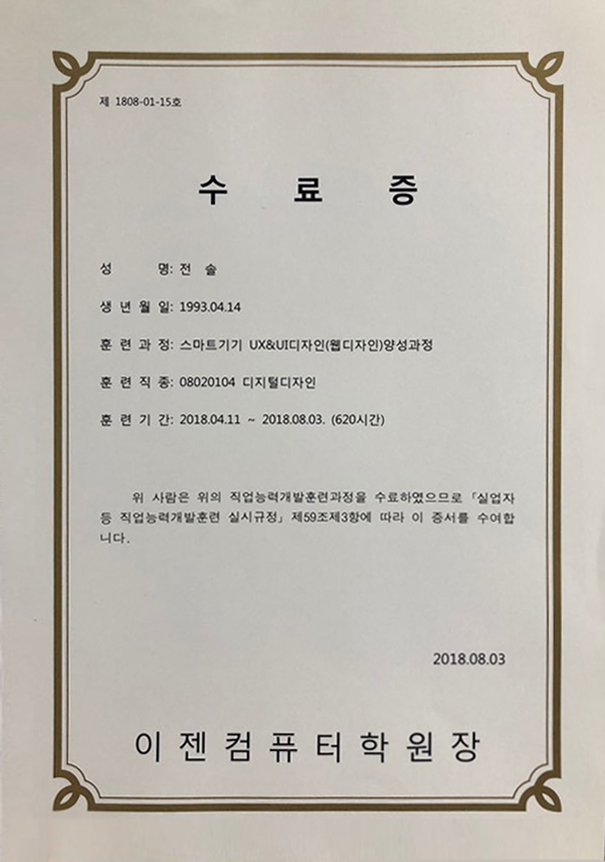 제 1808-01-15호
수 료 증
성 명: 전 솔
생 년 월 일: 1993.04.14
훈 련 과 정: 스마트기기 UX&UI디자인(웹디자인)양성과정
훈 련 직 종: 08020104 디지털디자인
훈 련 기 간: 2018.04.11 ~ 2018.08.03. (620시간)
위 사람은 위의 직업능력개발훈련과정을 수료하였으므로 「실업자
등 직업능력개발훈련 실시규정」 제59조제3항에 따라 이 증서를 수여합
니다.
2018.08.03
이젠컴퓨터학원장